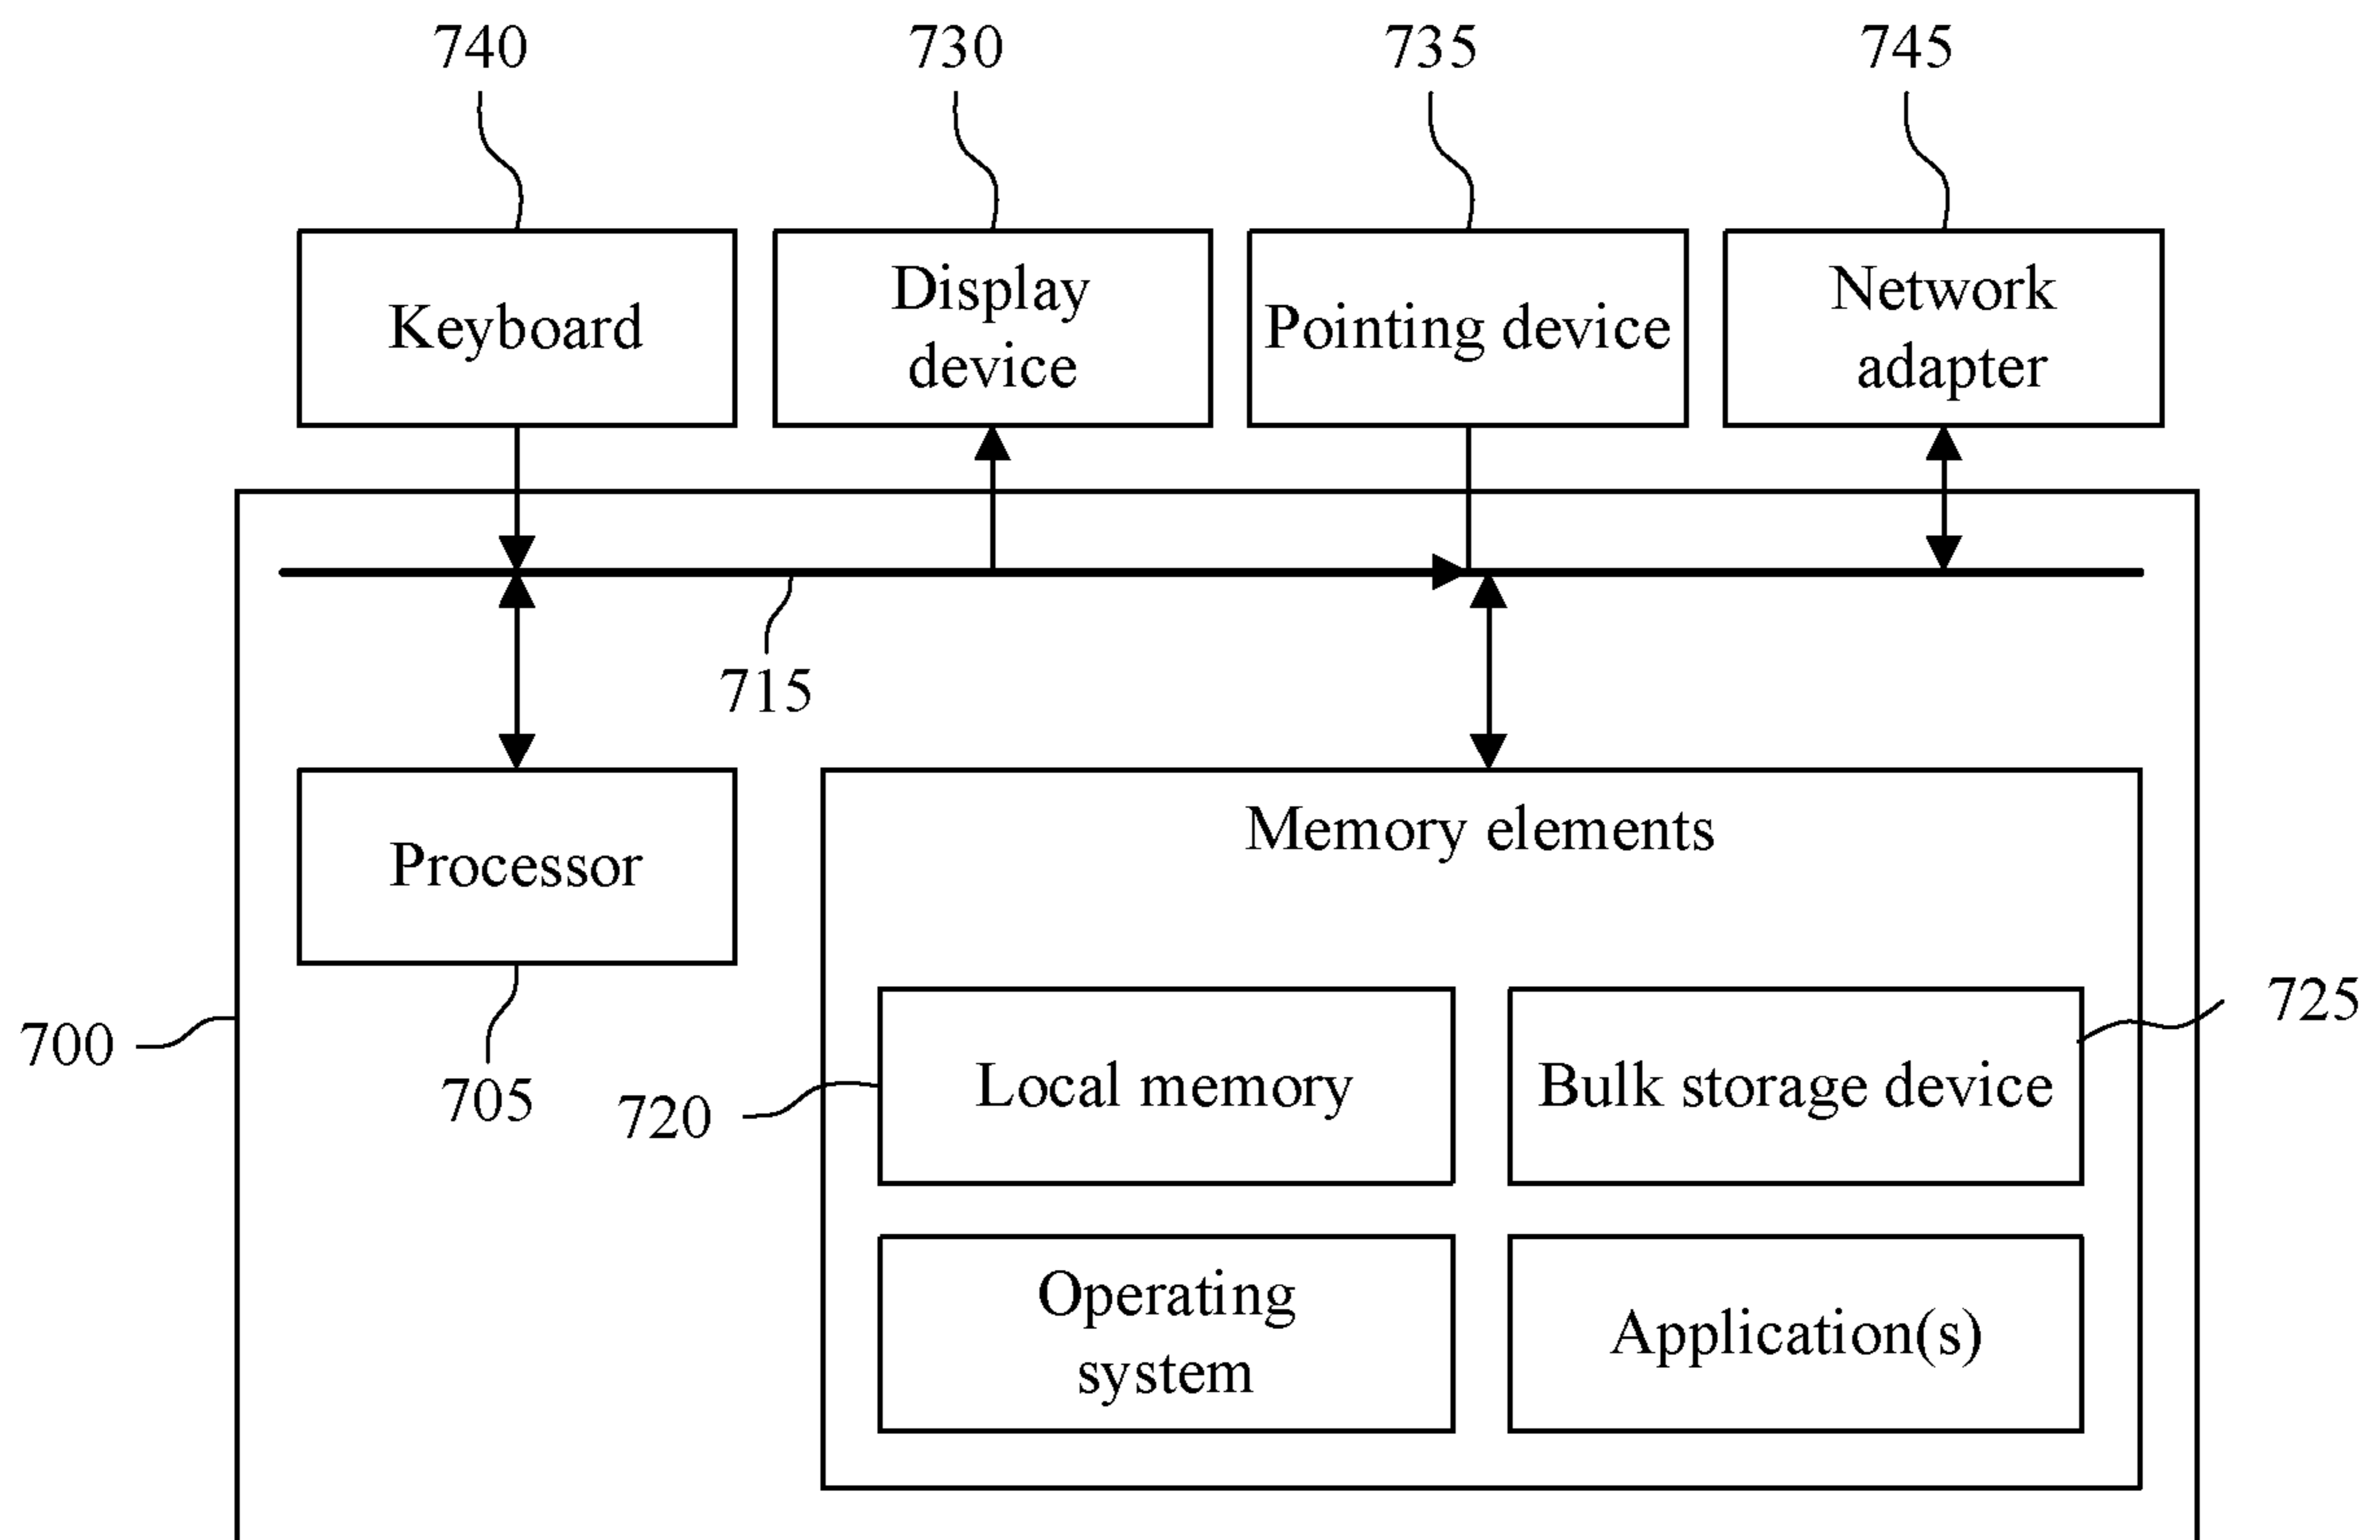 740
730
735
745
Keyboard
Display
device
Pointing device
Network
adapter
715
Processor
Memory elements
700
705
720
Local memory
Bulk storage device
725
Operating
system
Application(s)